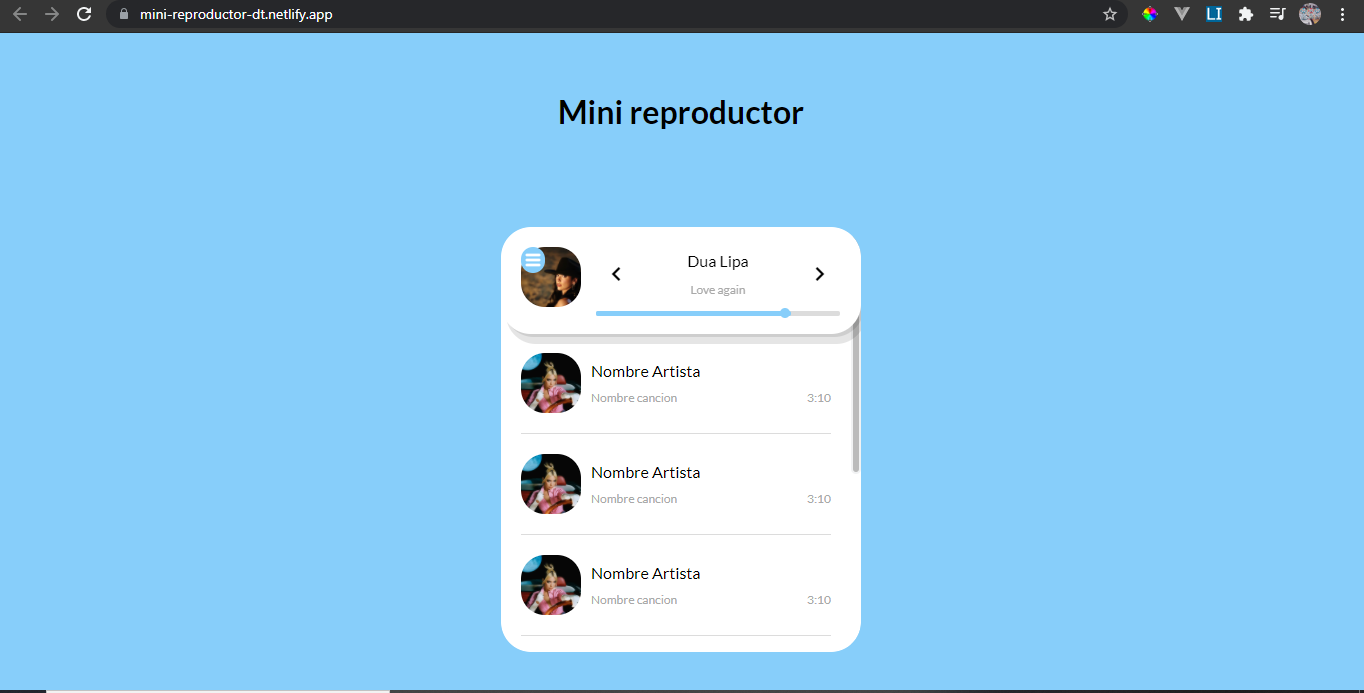 mini-reproductor-dt.netlify.app
LI
Mini reproductor
Dua Lipa
Love again
Nombre Artista
Nombre cancion 3:10
Nombre Artista
Nombre cancion 3:10
Nombre Artista
Nombre cancion 3:10